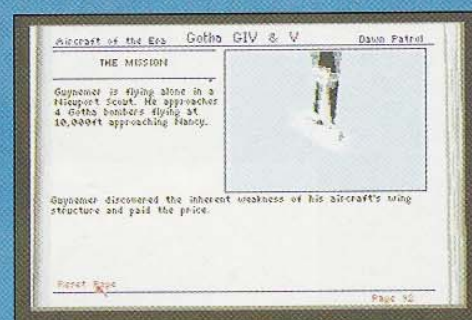 Aircraft of the Era Gotha GIV & V Dawn Patrol
THE MISSION
Guynemer is flying alone in a
Nieuport Scout. He approaches
4 Gotha bombers flying at
10,000ft approaching Nancy.
Guynemer discovered the inherent weakness of his aircraft's wing
structure and paid the price.
Reset Page
Page 92